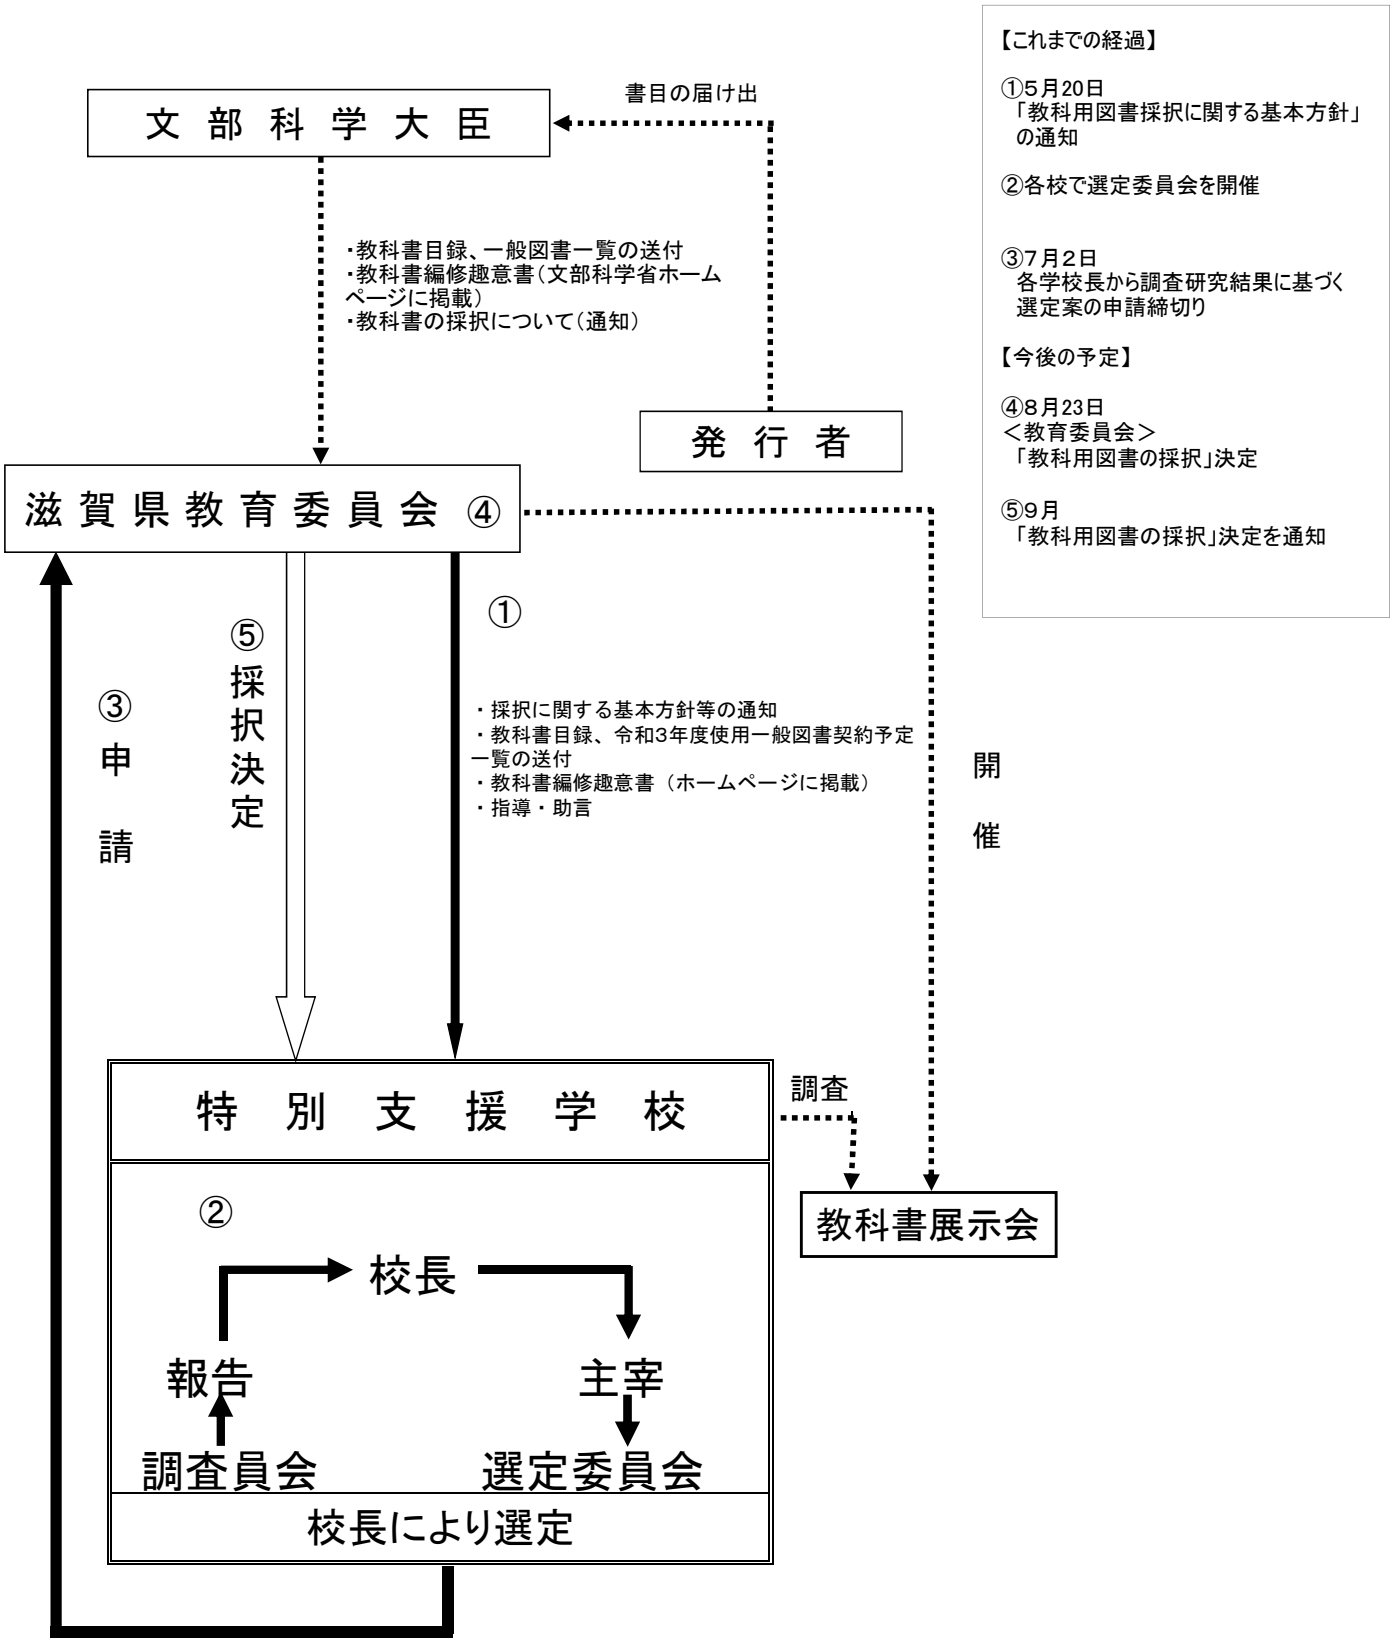 【これまでの経過】
①5月20日
「教科用図書採択に関する基本方針」
の通知
②各校で選定委員会を開催
③7月2日
各学校長から調査研究結果に基づく
選定案の申請締切り
【今後の予定】
④8月23日
＜教育委員会＞
「教科用図書の採択」決定
⑤9月
「教科用図書の採択」決定を通知
書目の届け出
文部科学大臣
・教科書目録、一般図書一覧の送付
・教科書編修趣意書（文部科学省ホーム
ページに掲載）
・教科書の採択について（通知）
発行者
滋賀県教育委員会 ④
①
⑤採択決定
③申請
・採択に関する基本方針等の通知
・教科書目録、令和3年度使用一般図書契約予定
一覧の送付
・教科書編修趣意書（ホームページに掲載）
・指導・助言
開催
特別支援学校
調査
教科書展示会
②
校長
報告
主宰
調査員会
選定委員会
校長により選定